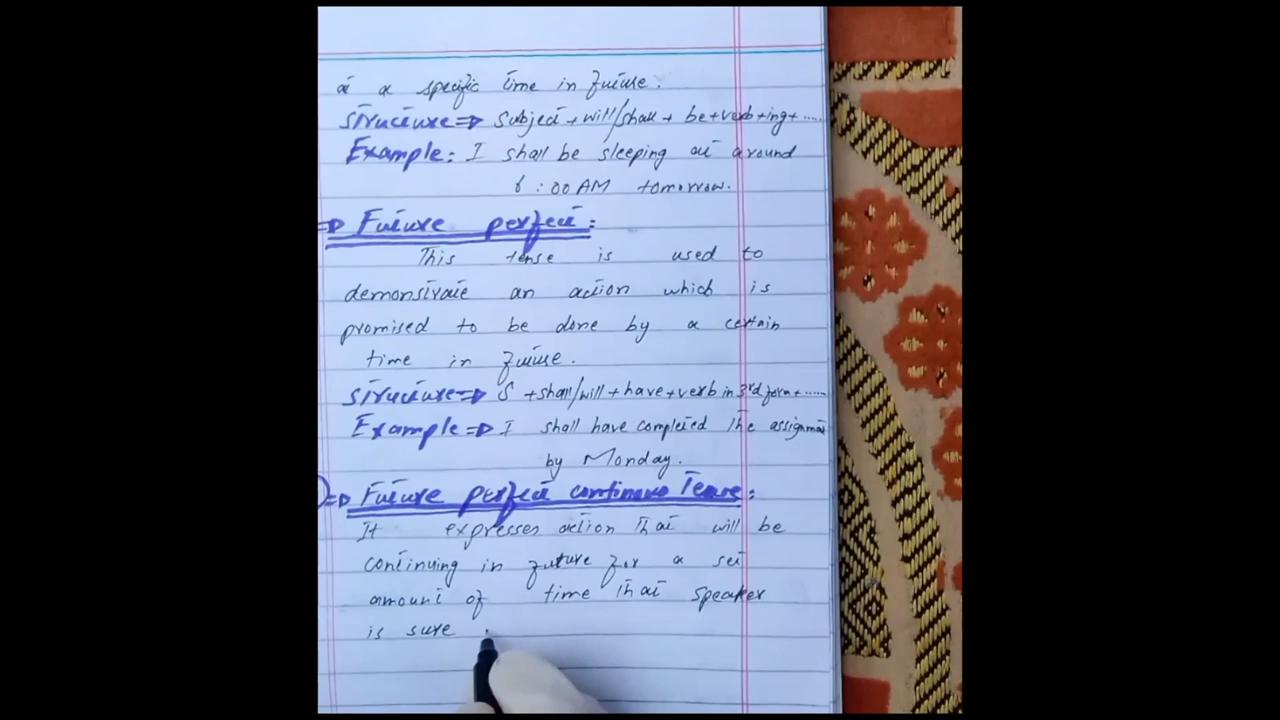 at a specific time in future.
structure => subject + will/shall + be + verb + ing + .....
Example: I shall be sleeping at around
6:00 AM tomorrow.
=> Future perfect:
This tense is used to
demonstrate an action which is
promised to be done by a certain
time in future.
structure => S + shall/will + have + verb in 3rd form + .....
Example => I shall have completed the assignment
by Monday.
)=> Future perfect continuous Tense:
It expresses action that will be
continuing in future for a set
amount of time that speaker
is sure